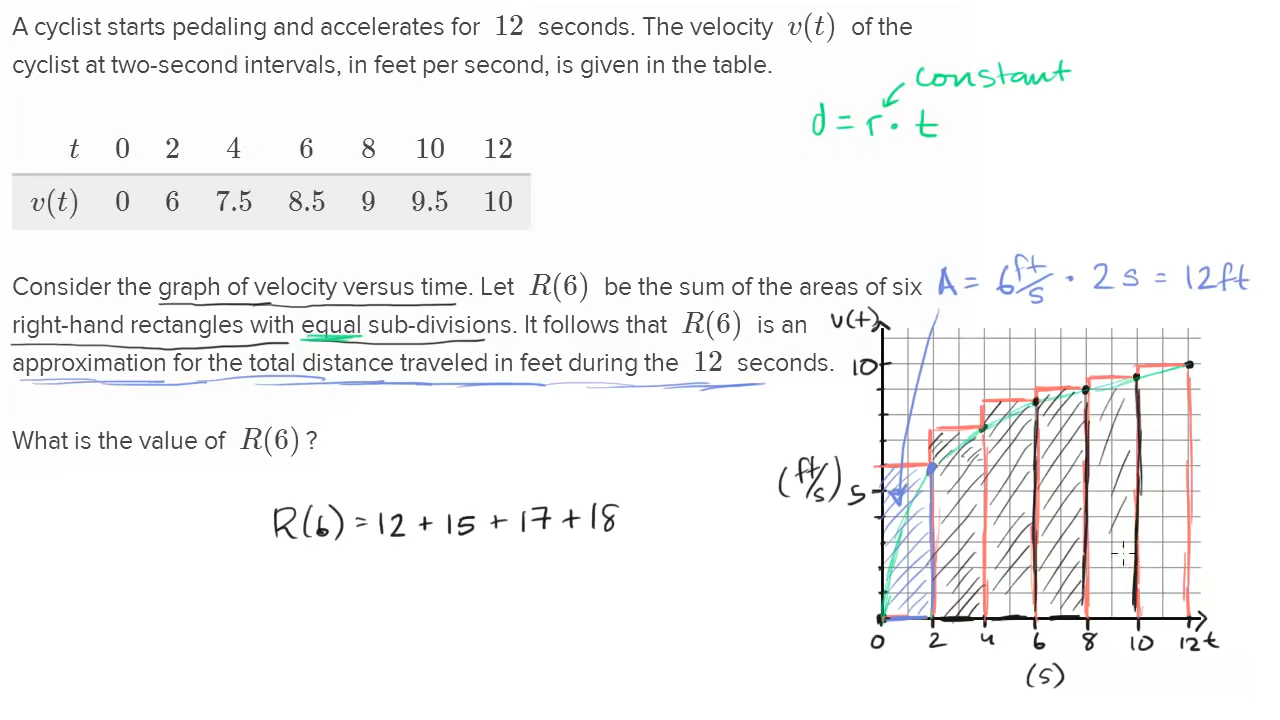 A cyclist starts pedaling and accelerates for 12 seconds. The velocity v(t) of the
cyclist at two-second intervals, in feet per second, is given in the table.
constant
d = r · t
t 0 2 4 6 8 10 12
v(t) 0 6 7.5 8.5 9 9.5 10
Consider the graph of velocity versus time. Let R(6) be the sum of the areas of six
right-hand rectangles with equal sub-divisions. It follows that R(6) is an
approximation for the total distance traveled in feet during the 12 seconds.
What is the value of R(6)?
R(6) = 12 + 15 + 17 + 18
A = 6 ft/s · 2 s = 12 ft
v(t)
10
(ft/s) 5
0 2 4 6 8 10 12 t
(s)